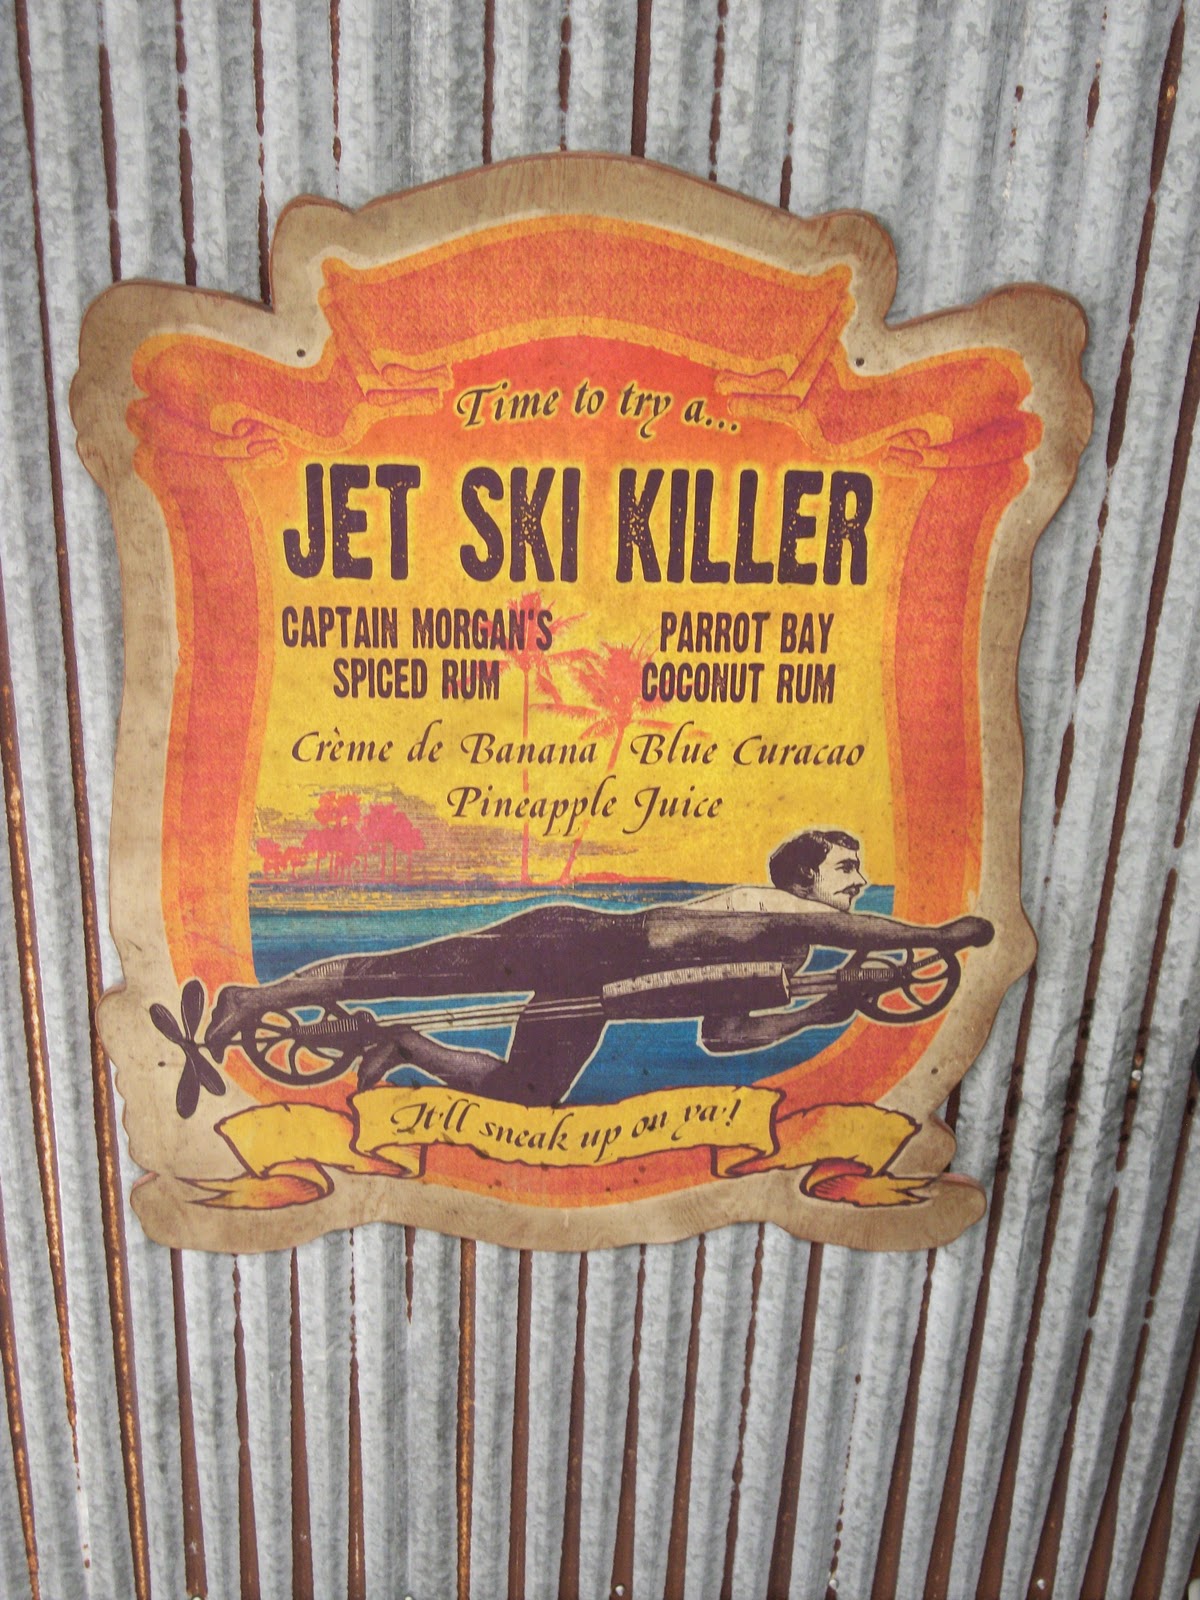 Time to try a...
JET SKI KILLER
CAPTAIN MORGAN'S
SPICED RUM
PARROT BAY
COCONUT RUM
Crème de Banana Blue Curacao
Pineapple Juice
It'll sneak up on ya!